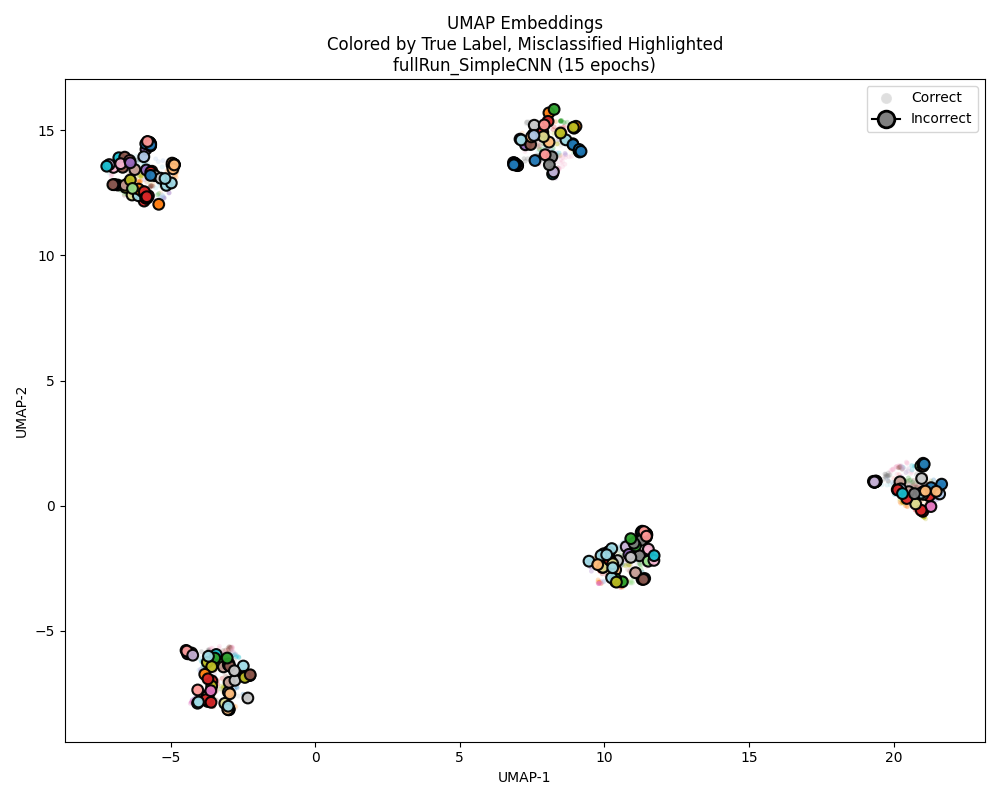 UMAP Embeddings
Colored by True Label, Misclassified Highlighted
fullRun_SimpleCNN (15 epochs)
Correct
Incorrect
15
10
5
0
−5
UMAP-2
−5
0
5
10
15
20
UMAP-1